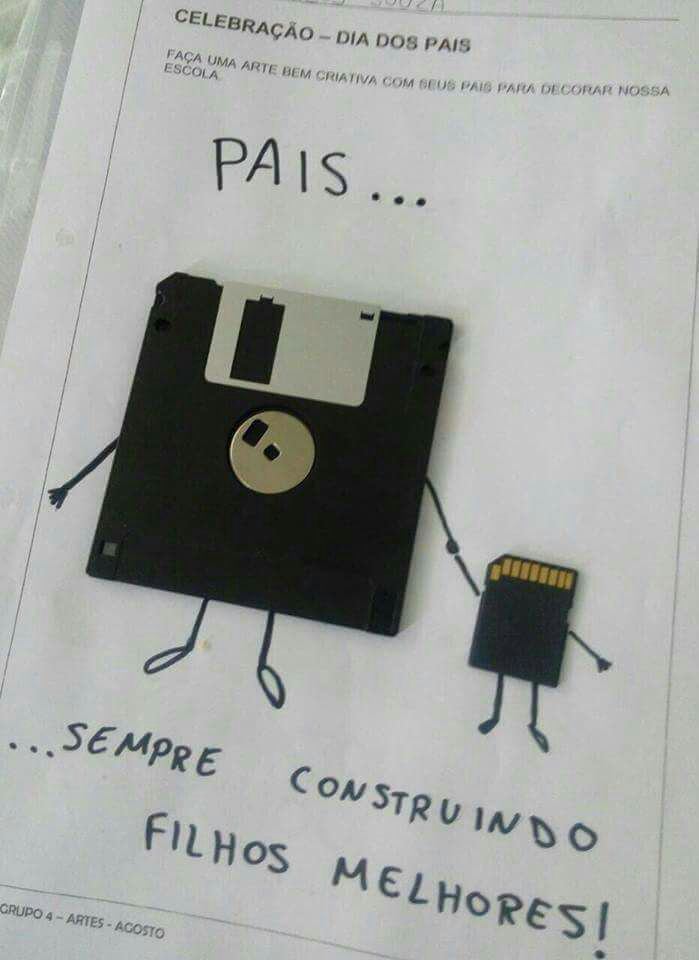 SOUZA
CELEBRAÇÃO – DIA DOS PAIS
FAÇA UMA ARTE BEM CRIATIVA COM SEUS PAIS PARA DECORAR NOSSA
ESCOLA.
PAIS...
...SEMPRE CONSTRUINDO
FILHOS MELHORES!
GRUPO 4 – ARTES - AGOSTO